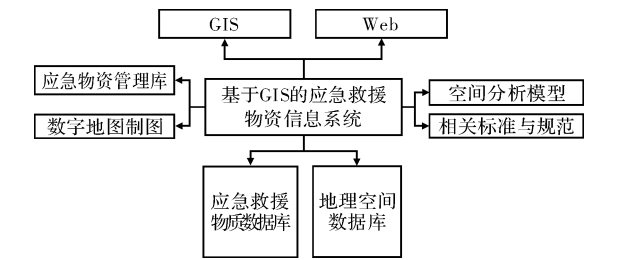 GIS
Web
应急物资管理库
数字地图制图
基于GIS的应急救援
物资信息系统
空间分析模型
相关标准与规范
应急救援
物质数据库
地理空间
数据库